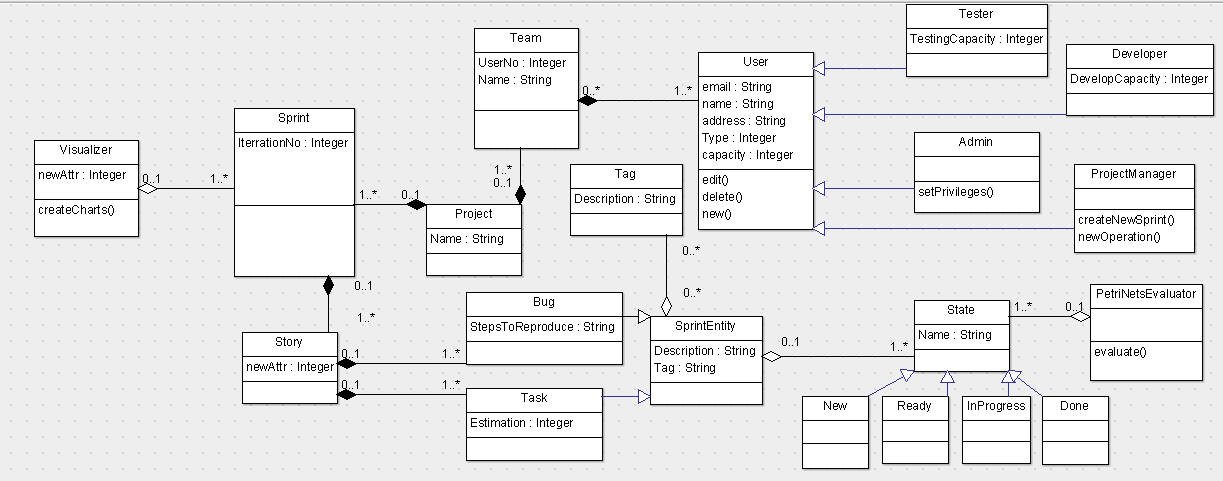 Tester
TestingCapacity : Integer
Team
UserNo : Integer
Name : String
0..*
1..*
User
email : String
name : String
address : String
Type : Integer
capacity : Integer
edit()
delete()
new()
Developer
DevelopCapacity : Integer
Sprint
IterrationNo : Integer
Visualizer
newAttr : Integer
createCharts()
0..1
1..*
Admin
setPrivileges()
ProjectManager
createNewSprint()
newOperation()
1..*
0..1
Tag
Description : String
1..*
0..1
Project
Name : String
0..*
0..*
0..1
1..*
Bug
StepsToReproduce : String
SprintEntity
Description : String
Tag : String
0..1
1..*
State
Name : String
1..*
0..1
PetriNetsEvaluator
evaluate()
Story
newAttr : Integer
0..1
1..*
0..1
1..*
Task
Estimation : Integer
New
Ready
InProgress
Done